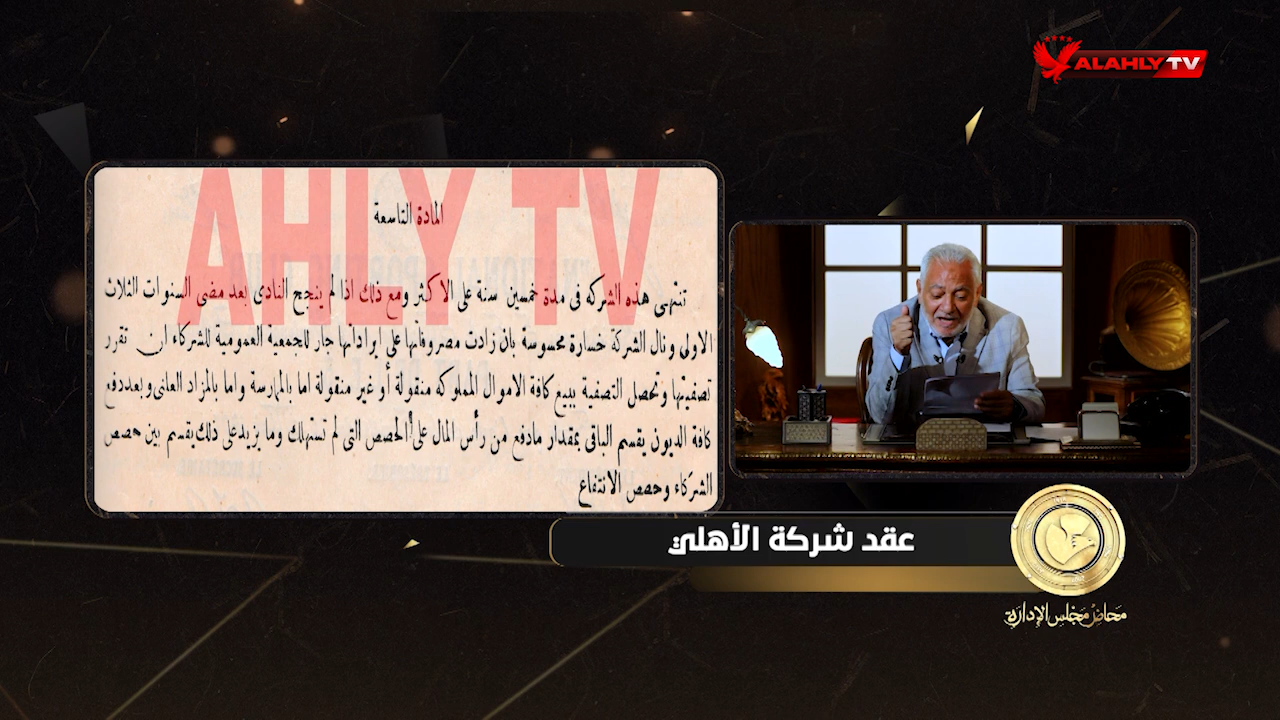 ALAHLY TV
AHLY TV
المادة التاسعة
تنتهى هذه الشركه فى مدة خمسين سنة على الاكثر ومع ذلك اذا لم ينجح النادى بعد مضى السنوات الثلاث
الاولى ونال الشركة خسارة محسوسة بان زادت مصروفاتها على ايراداتها جاز للجمعية العمومية للشركاء ان تقرر
تصفيتها وتحصل التصفية ببيع كافة الاموال المملوكه منقولة أو غير منقولة اما بالممارسة واما بالمزاد العلنى وبعد دفع
كافة الديون يقسم الباقى بمقدار مادفع من رأس المال على الحصص التى لم تستهلك وما يزيد على ذلك يقسم بين حصص
الشركاء وحصص الانتفاع
عقد شركة الأهلي
محاضر مجلس الإدارة